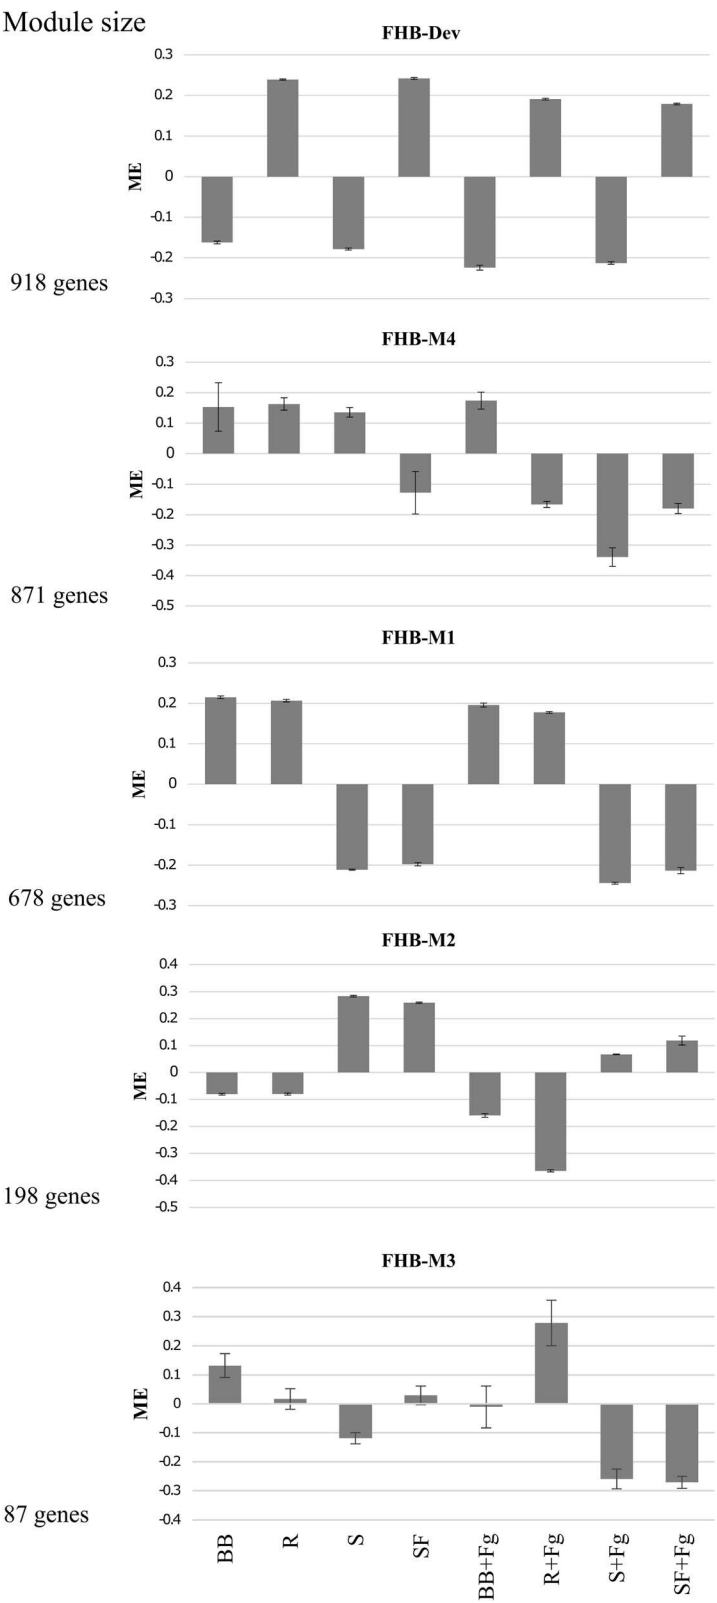 Module size
FHB-Dev
0.3
0.2
0.1
0
-0.1
-0.2
-0.3
ME
918 genes
FHB-M4
0.3
0.2
0.1
0
-0.1
-0.2
-0.3
-0.4
-0.5
ME
871 genes
FHB-M1
0.3
0.2
0.1
0
-0.1
-0.2
-0.3
ME
678 genes
FHB-M2
0.4
0.3
0.2
0.1
0
-0.1
-0.2
-0.3
-0.4
-0.5
ME
198 genes
FHB-M3
0.4
0.3
0.2
0.1
0
-0.1
-0.2
-0.3
-0.4
ME
87 genes
BB
R
S
SF
BB+Fg
R+Fg
S+Fg
SF+Fg